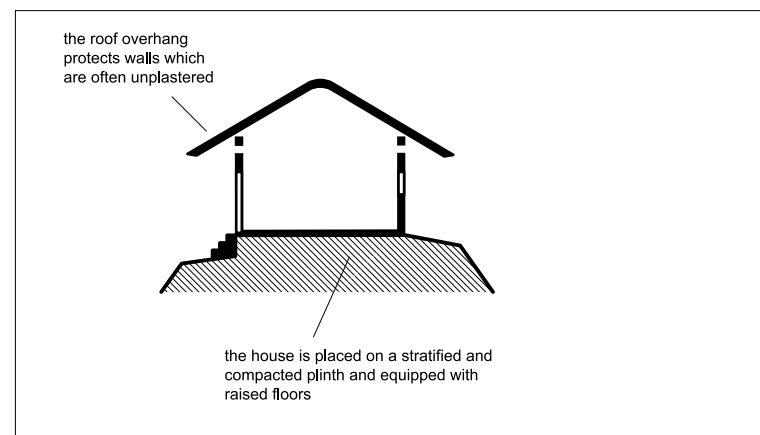 the roof overhang
protects walls which
are often unplastered
the house is placed on a stratified and
compacted plinth and equipped with
raised floors